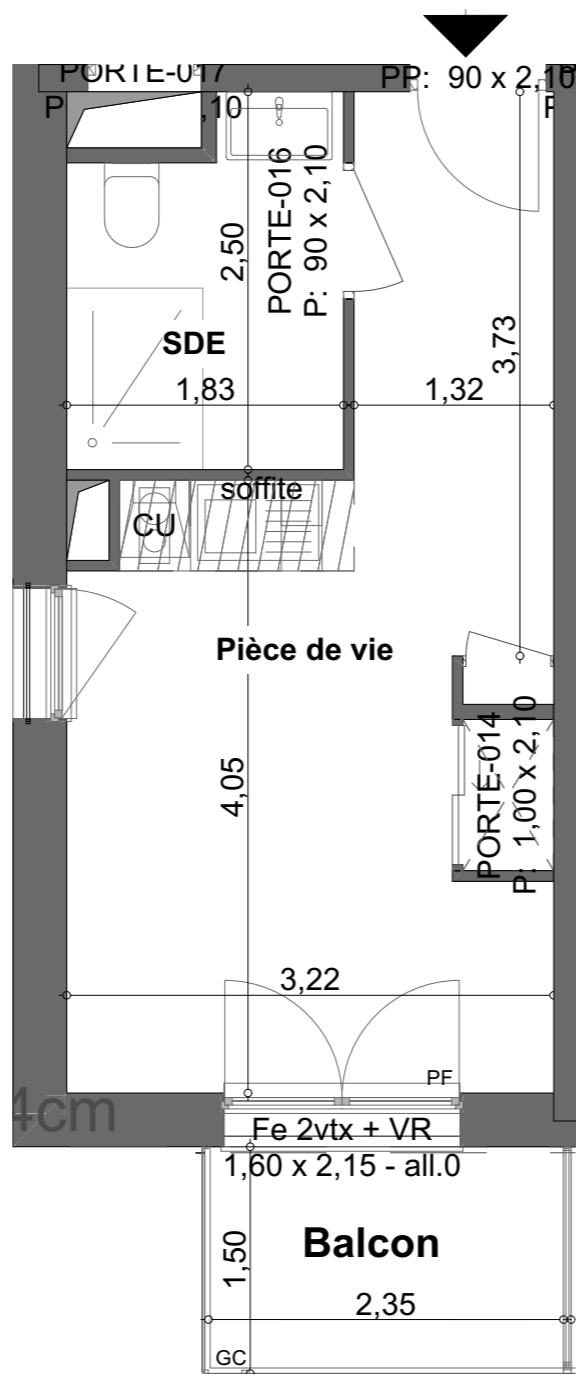 PORTE-017
PP: 90 x 2,10
PORTE-016
P: 90 x 2,10
2,50
SDE
1,83
1,32
3,73
soffite
CU
Pièce de vie
PORTE-014
P: 1,00 x 2,10
4,05
3,22
PF
4cm
Fe 2vtx + VR
1,60 x 2,15 - all.0
Balcon
1,50
2,35
GC